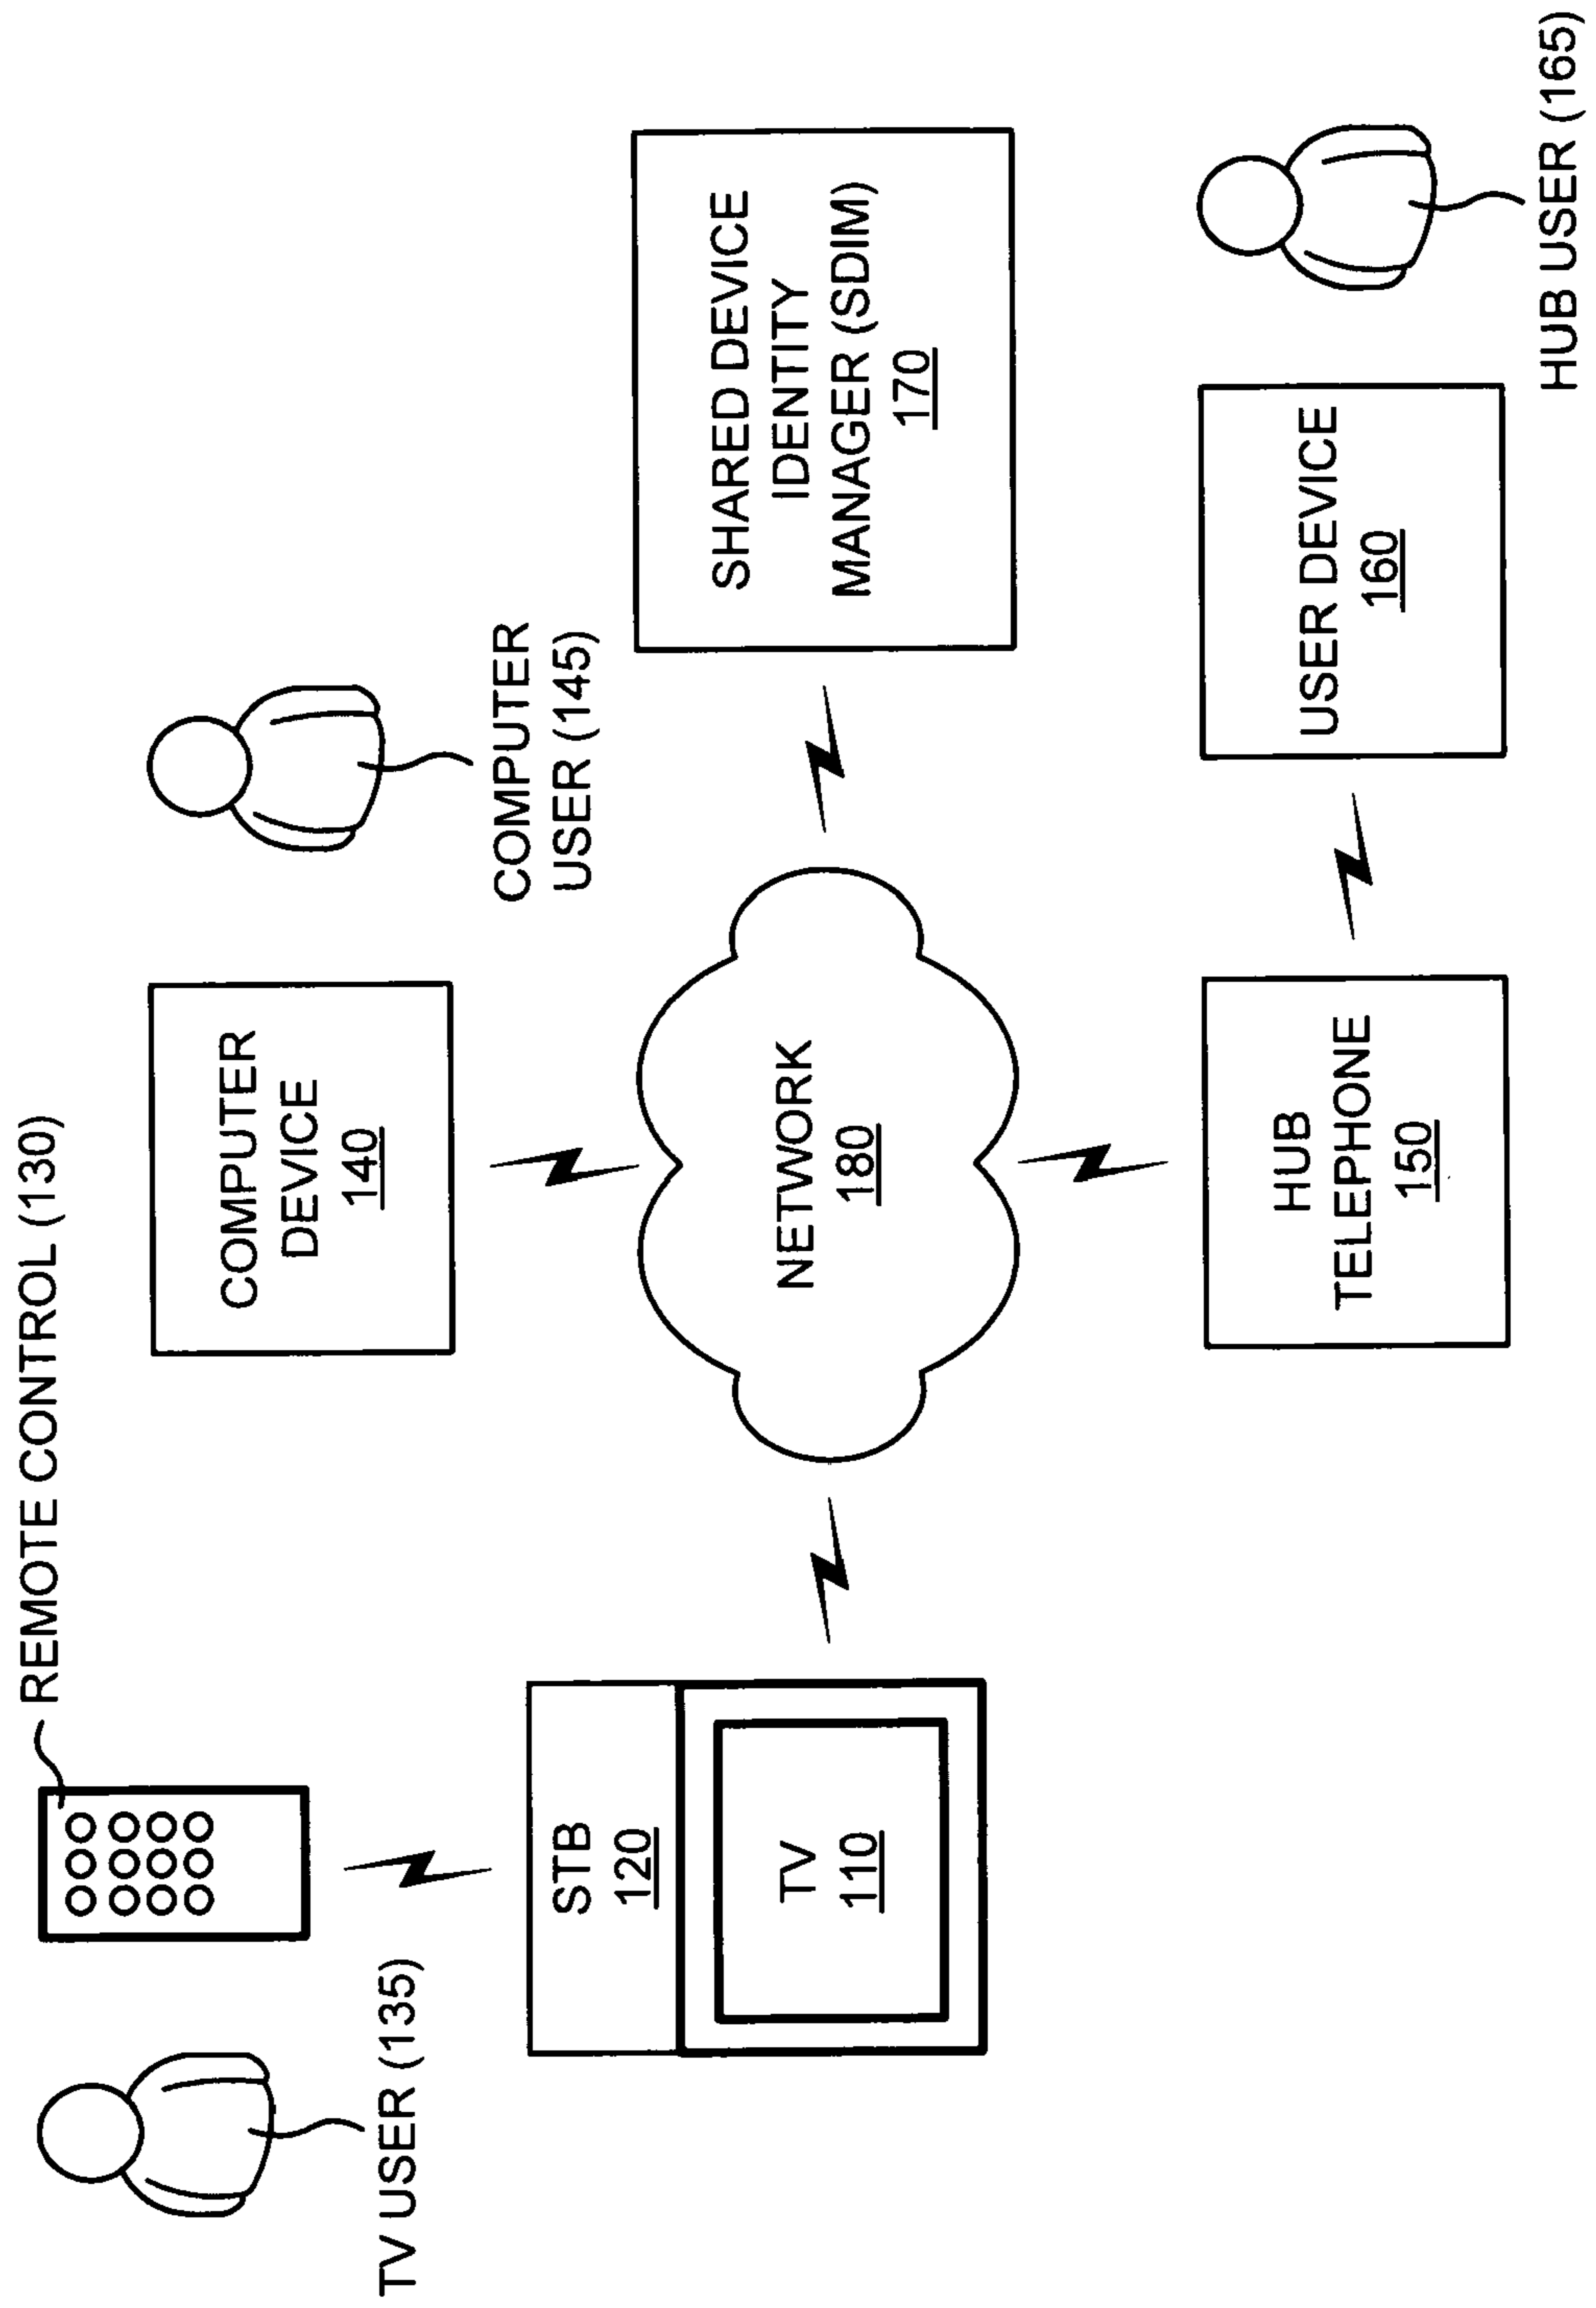 REMOTE CONTROL (130)
TV USER (135)
COMPUTER
DEVICE
140
COMPUTER
USER (145)
STB
120
TV
110
NETWORK
180
SHARED DEVICE
IDENTITY
MANAGER (SDIM)
170
HUB
TELEPHONE
150
USER DEVICE
160
HUB USER (165)